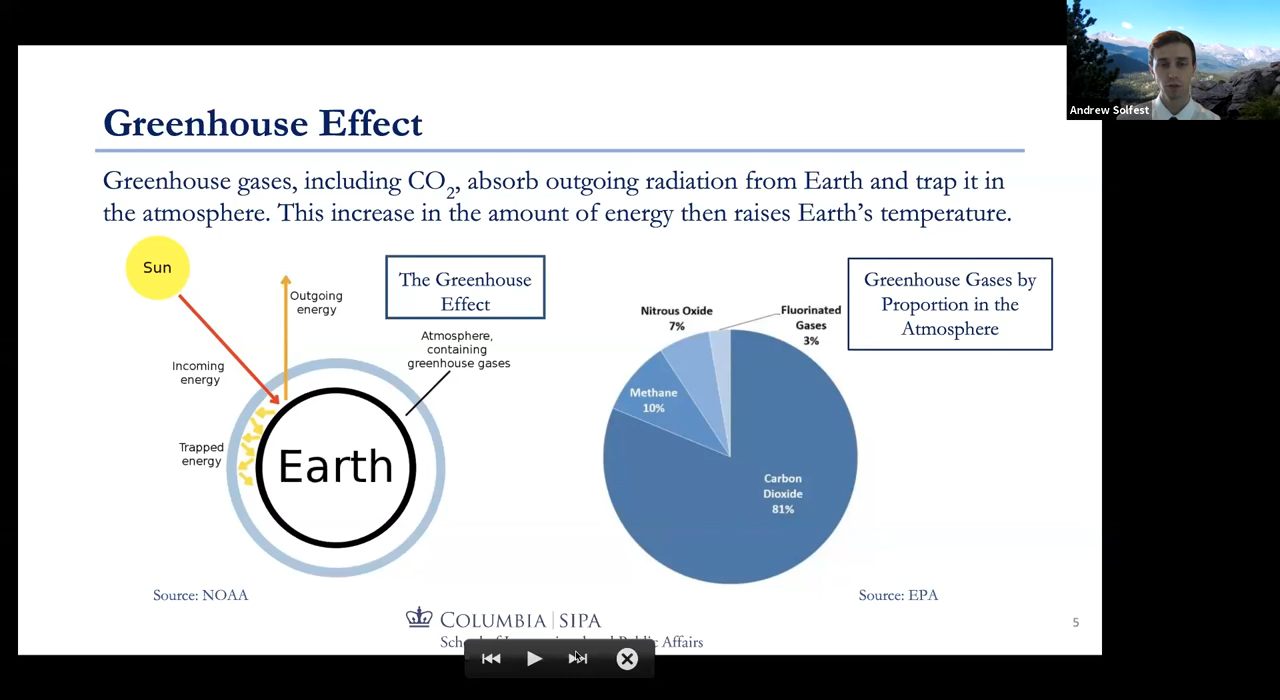 Andrew Solfest
Greenhouse Effect
Greenhouse gases, including CO₂, absorb outgoing radiation from Earth and trap it in
the atmosphere. This increase in the amount of energy then raises Earth's temperature.
Sun
Outgoing
energy
The Greenhouse
Effect
Atmosphere,
containing
greenhouse gases
Incoming
energy
Trapped
energy
Earth
Source: NOAA
Greenhouse Gases by
Proportion in the
Atmosphere
Nitrous Oxide
7%
Fluorinated
Gases
3%
Methane
10%
Carbon
Dioxide
81%
Source: EPA
COLUMBIA | SIPA
Affairs
5